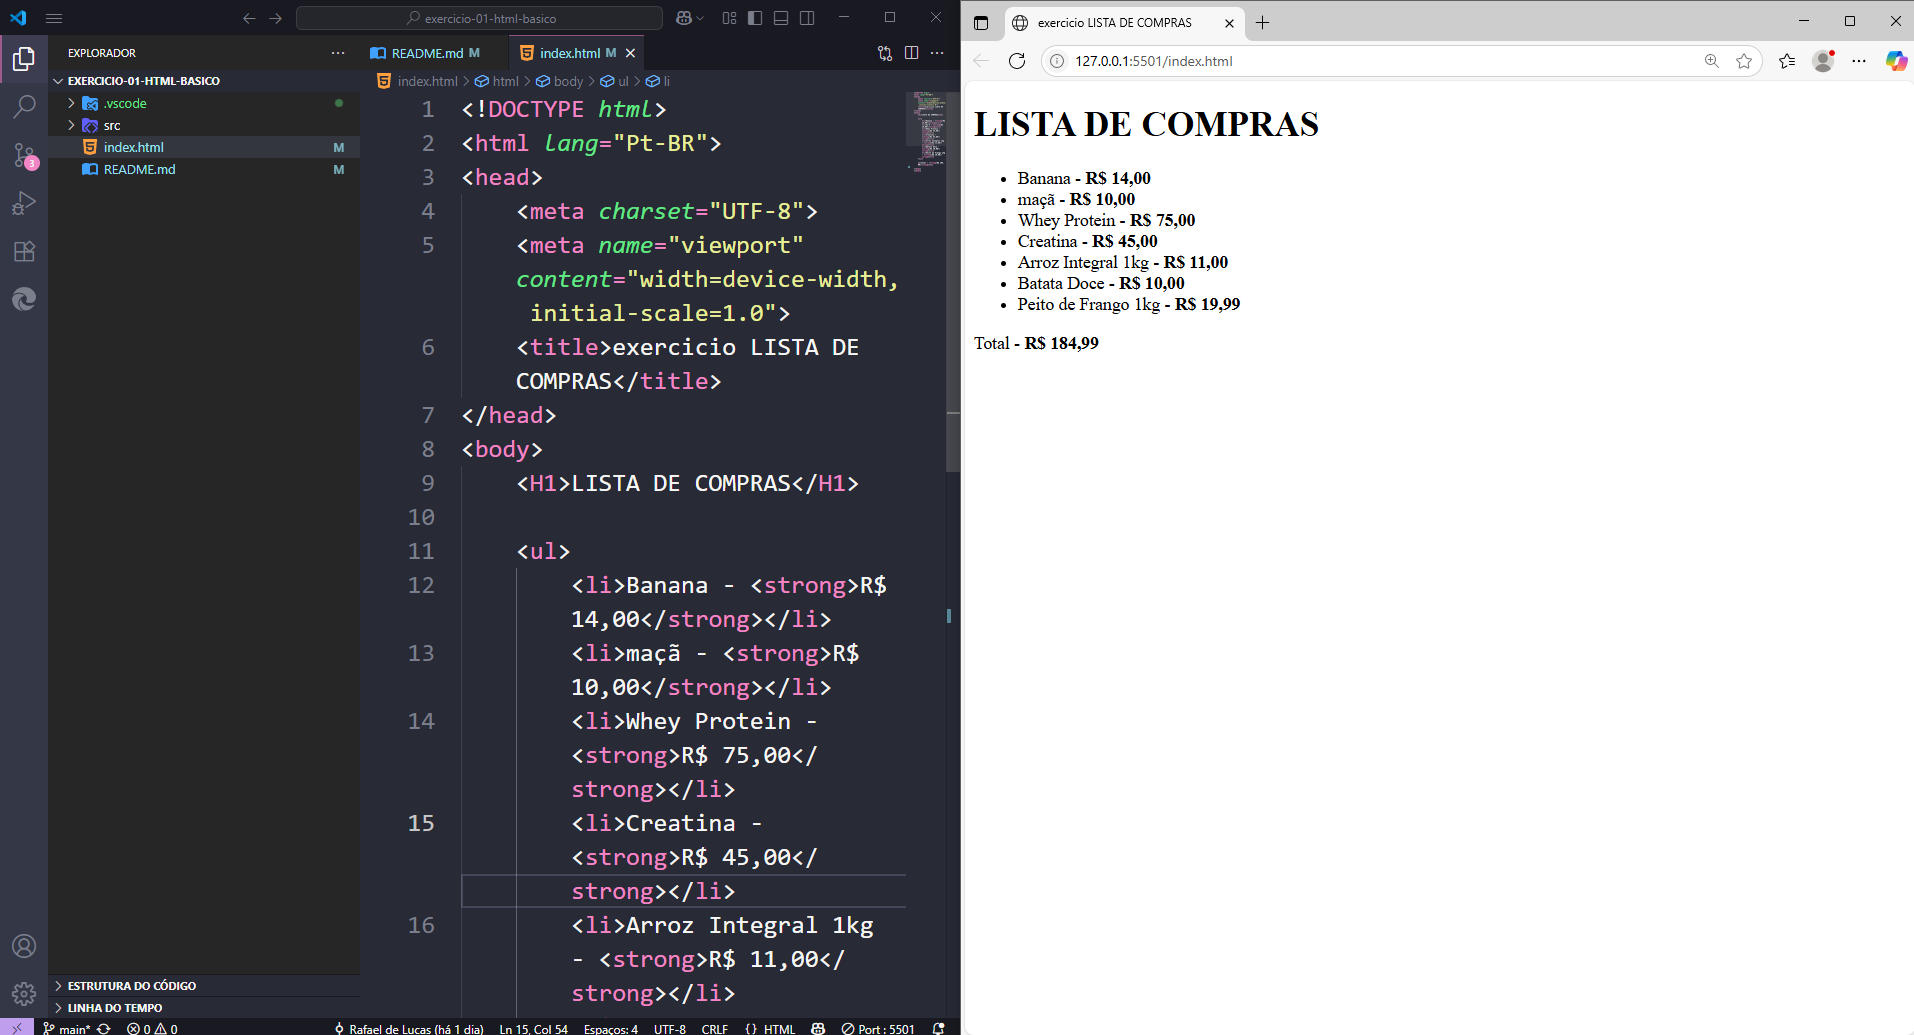 exercicio-01-html-basico
EXPLORADOR
EXERCICIO-01-HTML-BASICO
.vscode
src
index.html M
README.md M
3
ESTRUTURA DO CÓDIGO
LINHA DO TEMPO
README.md M
index.html M
index.html > html > body > ul > li
1 <!DOCTYPE html>
2 <html lang="Pt-BR">
3 <head>
4 <meta charset="UTF-8">
5 <meta name="viewport"
content="width=device-width,
initial-scale=1.0">
6 <title>exercicio LISTA DE
COMPRAS</title>
7 </head>
8 <body>
9 <H1>LISTA DE COMPRAS</H1>
10
11 <ul>
12 <li>Banana - <strong>R$
14,00</strong></li>
13 <li>maçã - <strong>R$
10,00</strong></li>
14 <li>Whey Protein -
<strong>R$ 75,00</
strong></li>
15 <li>Creatina -
<strong>R$ 45,00</
strong></li>
16 <li>Arroz Integral 1kg
- <strong>R$ 11,00</
strong></li>
main* 0 0 Rafael de Lucas (há 1 dia) Ln 15, Col 54 Espaços: 4 UTF-8 CRLF {} HTML Port : 5501
exercicio LISTA DE COMPRAS
127.0.0.1:5501/index.html
LISTA DE COMPRAS
• Banana - R$ 14,00
• maçã - R$ 10,00
• Whey Protein - R$ 75,00
• Creatina - R$ 45,00
• Arroz Integral 1kg - R$ 11,00
• Batata Doce - R$ 10,00
• Peito de Frango 1kg - R$ 19,99
Total - R$ 184,99